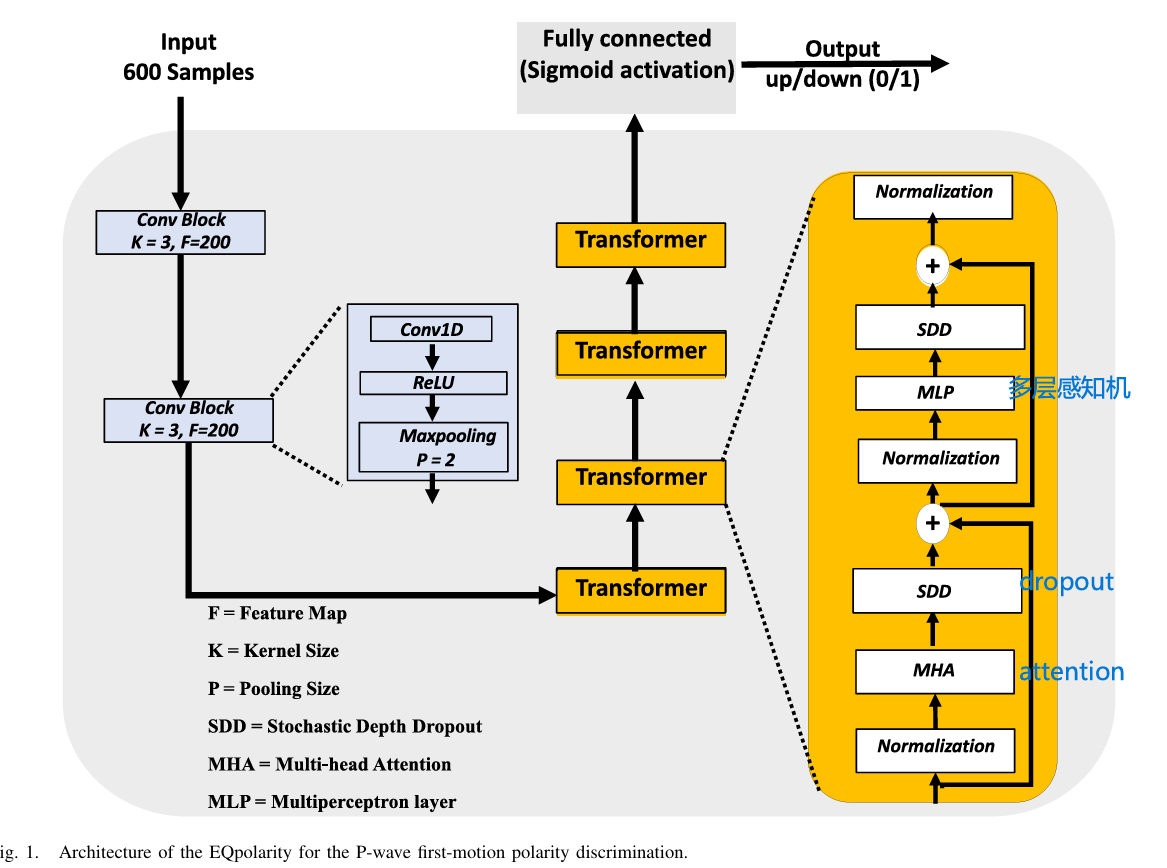 Input
600 Samples
Fully connected
(Sigmoid activation)
Output
up/down (0/1)
Conv Block
K = 3, F=200
Conv Block
K = 3, F=200
Conv1D
ReLU
Maxpooling
P = 2
Transformer
Transformer
Transformer
Transformer
Normalization
+
SDD
MLP
多层感知机
Normalization
+
SDD
dropout
MHA
attention
Normalization
F = Feature Map
K = Kernel Size
P = Pooling Size
SDD = Stochastic Depth Dropout
MHA = Multi-head Attention
MLP = Multiperceptron layer
ig. 1. Architecture of the EQpolarity for the P-wave first-motion polarity discrimination.